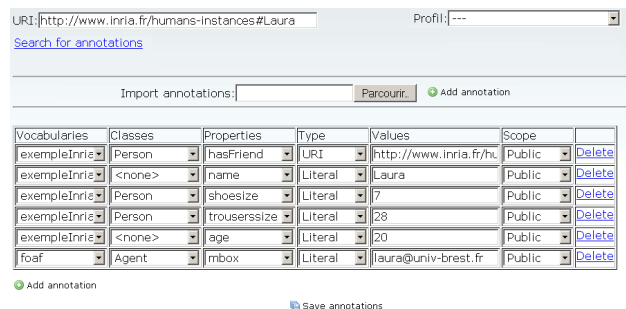 URI: http://www.inria.fr/humans-instances#Laura Profil: ---
Search for annotations
Import annotations: Parcourir... Add annotation
Vocabularies Classes Properties Type Values Scope
exempleInria Person hasFriend URI http://www.inria.fr/hu Public Delete
exempleInria <none> name Literal Laura Public Delete
exempleInria Person shoesize Literal 7 Public Delete
exempleInria Person trouserssize Literal 28 Public Delete
exempleInria <none> age Literal 20 Public Delete
foaf Agent mbox Literal laura@univ-brest.fr Public Delete
Add annotation
Save annotations